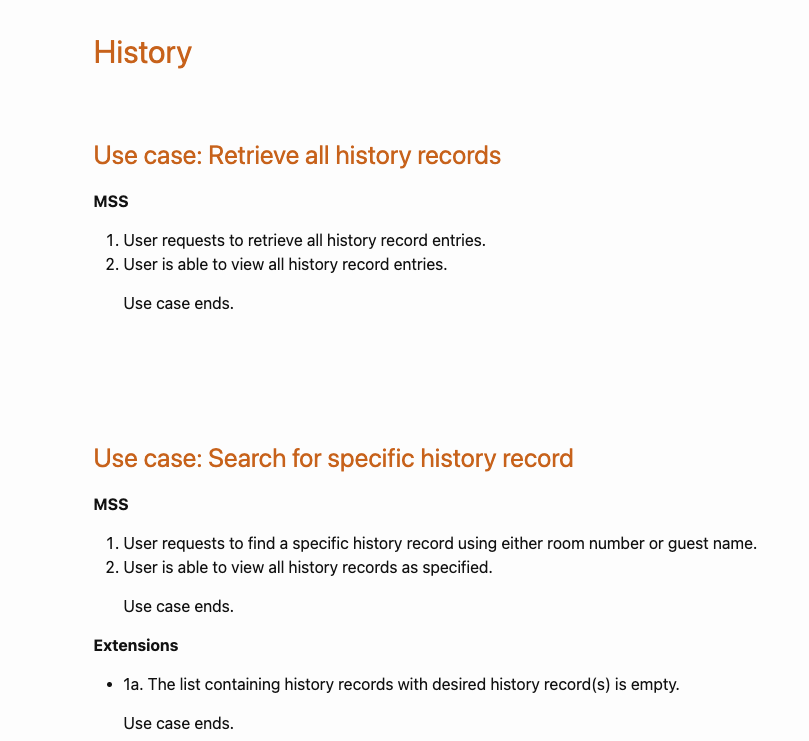 History
Use case: Retrieve all history records
MSS
1. User requests to retrieve all history record entries.
2. User is able to view all history record entries.
Use case ends.
Use case: Search for specific history record
MSS
1. User requests to find a specific history record using either room number or guest name.
2. User is able to view all history records as specified.
Use case ends.
Extensions
• 1a. The list containing history records with desired history record(s) is empty.
Use case ends.